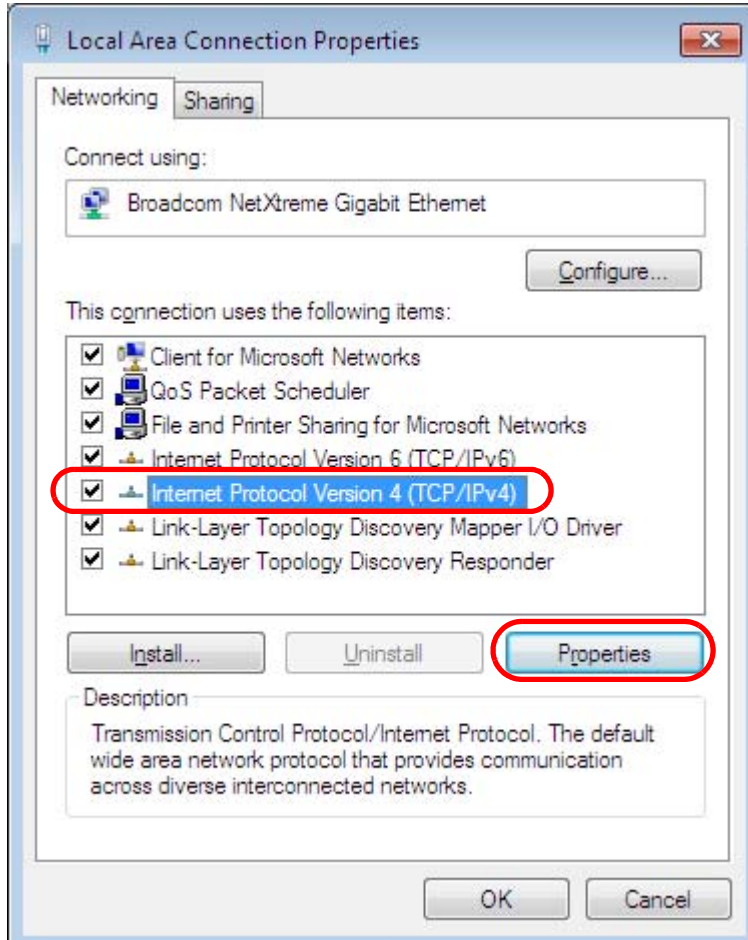 Local Area Connection Properties
Networking
Sharing
Connect using:
Broadcom NetXtreme Gigabit Ethernet
Configure...
This connection uses the following items:
Client for Microsoft Networks
QoS Packet Scheduler
File and Printer Sharing for Microsoft Networks
Internet Protocol Version 6 (TCP/IPv6)
Internet Protocol Version 4 (TCP/IPv4)
Link-Layer Topology Discovery Mapper I/O Driver
Link-Layer Topology Discovery Responder
Install...
Uninstall
Properties
Description
Transmission Control Protocol/Internet Protocol. The default
wide area network protocol that provides communication
across diverse interconnected networks.
OK
Cancel